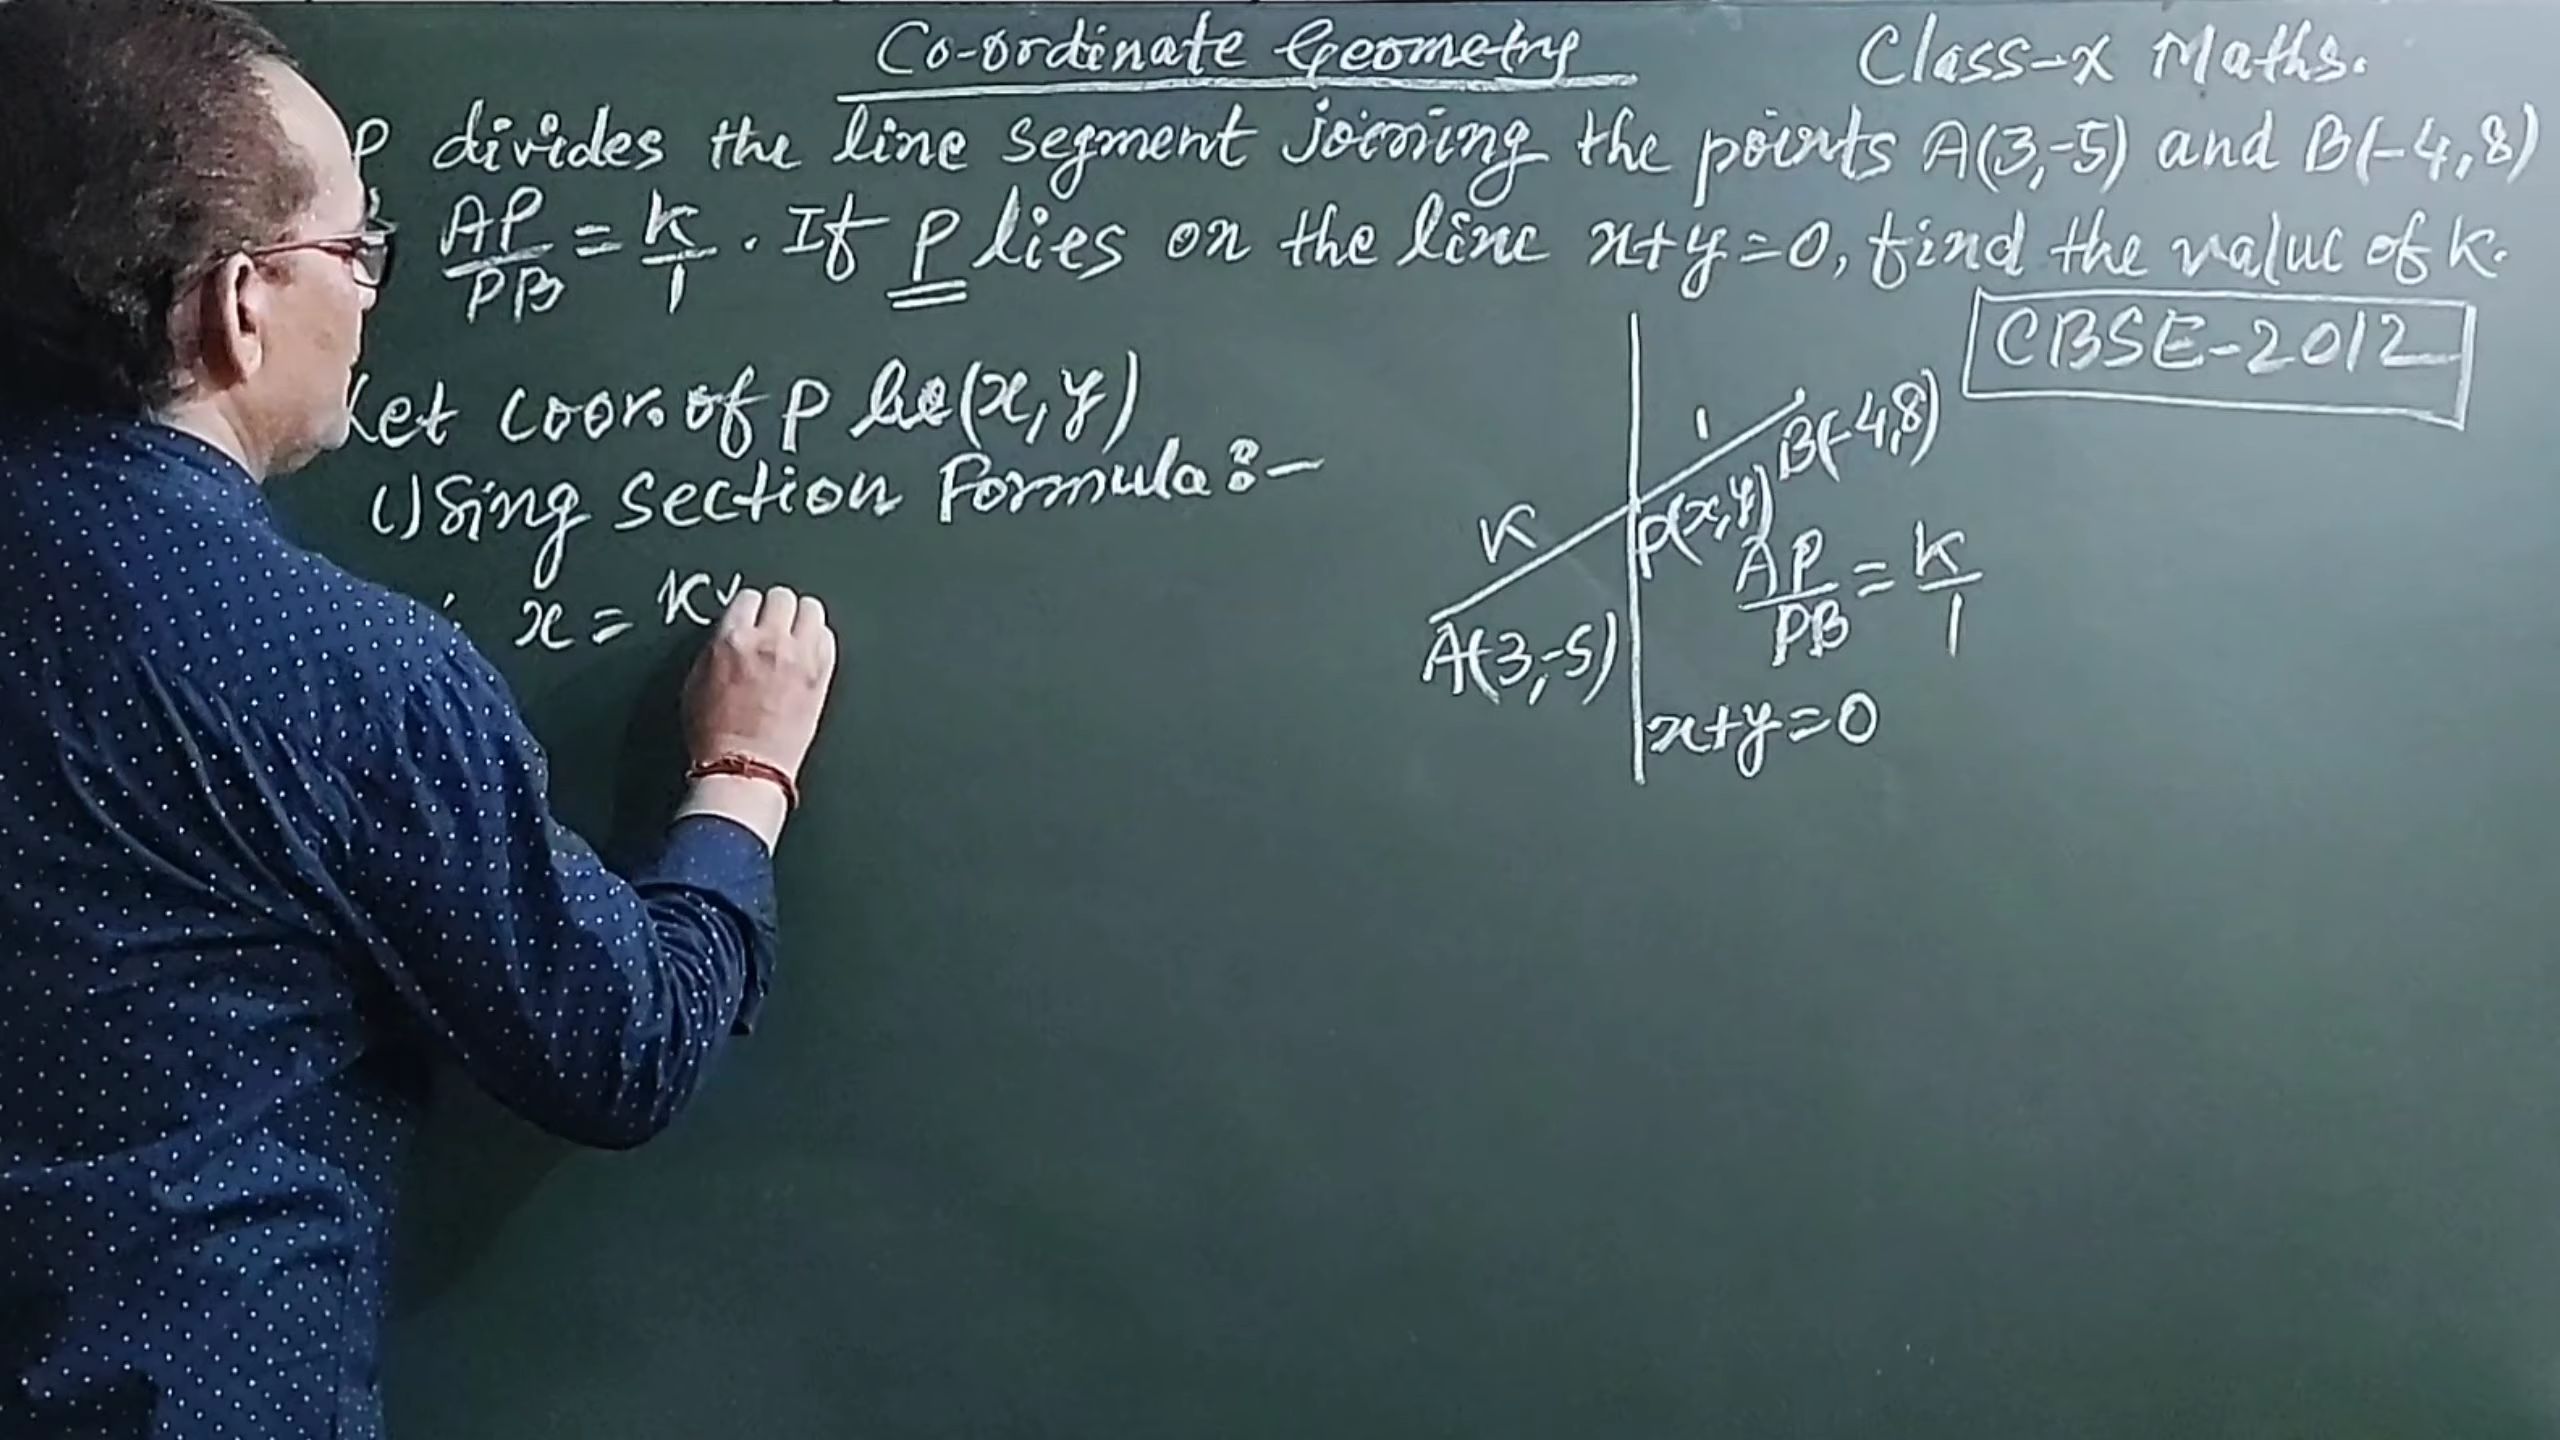 Co-ordinate Geometry
Class-X Maths.
P divides the line segment joining the points A(3,-5) and B(-4,8)
AP/PB = K/1 . If P lies on the line x+y=0, find the value of K.
CBSE-2012
Let coor. of P be (x,y)
Using section Formula:-
x = K
K
1
B(-4,8)
P(x,y)
A(3,-5)
AP/PB = K/1
x+y=0